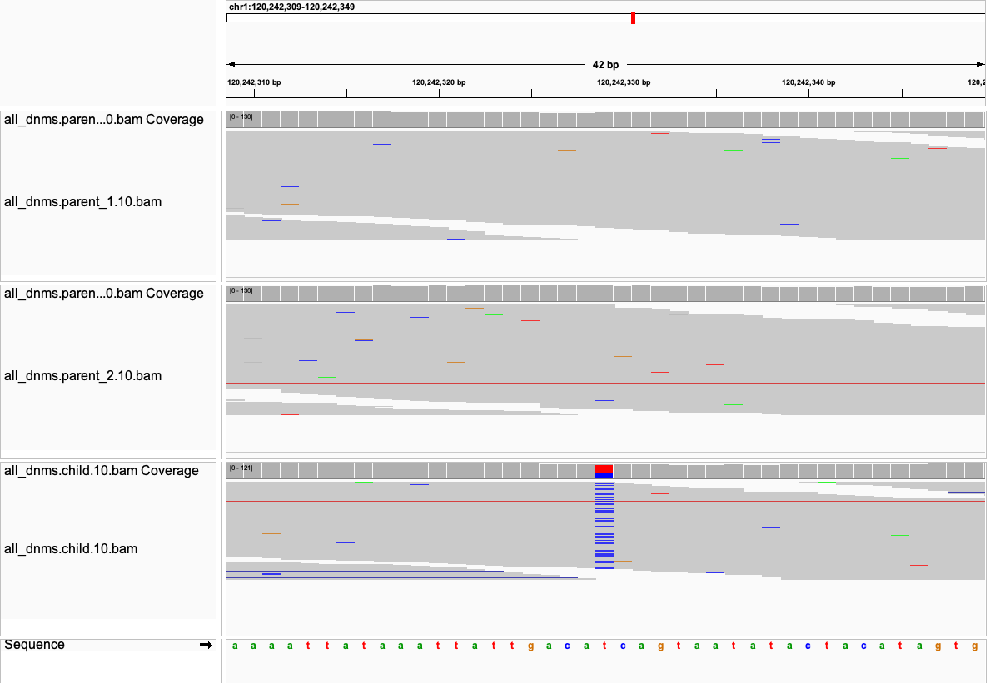 chr1:120,242,309-120,242,349
42 bp
120,242,310 bp 120,242,320 bp 120,242,330 bp 120,242,340 bp 120,2
all_dnms.paren...0.bam Coverage
[0 - 130]
all_dnms.parent_1.10.bam
all_dnms.paren...0.bam Coverage
[0 - 130]
all_dnms.parent_2.10.bam
all_dnms.child.10.bam Coverage
[0 - 121]
all_dnms.child.10.bam
Sequence
a a a a t t a t a a a t t a t t g a c a t c a g t a a t a t a c t a c a t a g t g